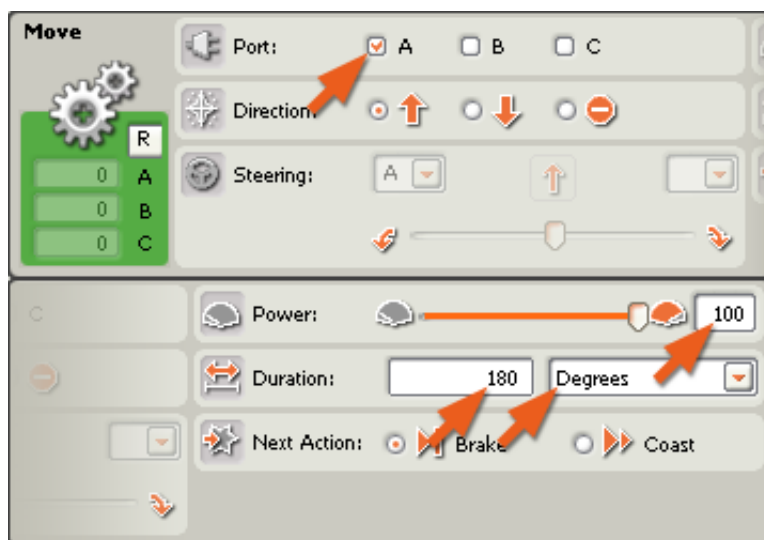 Move
Port: A B C
Direction:
R
0 A
0 B
0 C
Steering: A
C
Power: 100
Duration: 180 Degrees
Next Action: Brake Coast